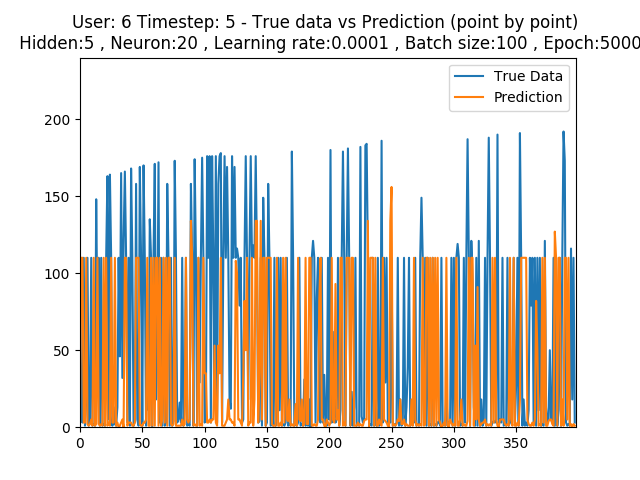 User: 6 Timestep: 5 - True data vs Prediction (point by point)
Hidden:5 , Neuron:20 , Learning rate:0.0001 , Batch size:100 , Epoch:5000
True Data
Prediction
200
150
100
50
0
0 50 100 150 200 250 300 350